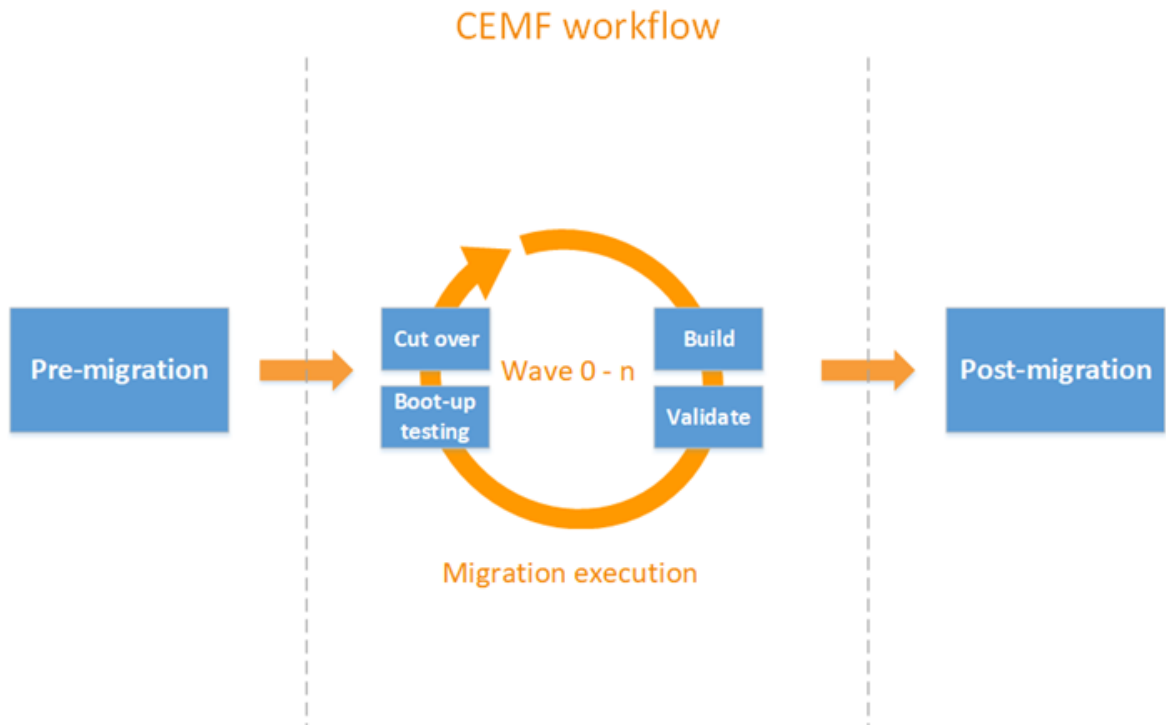 CEMF workflow
Pre-migration
Cut over
Boot-up
testing
Wave 0 - n
Build
Validate
Migration execution
Post-migration